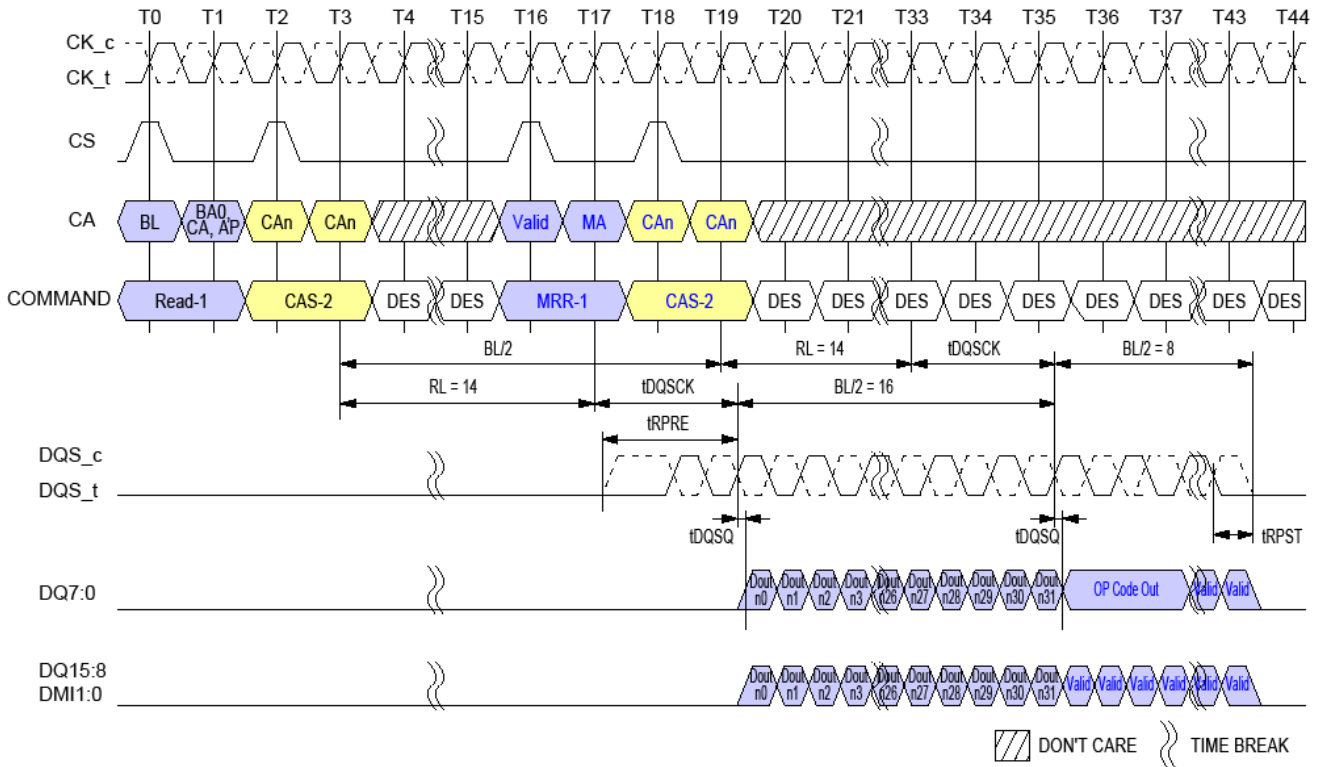 T0 T1 T2 T3 T4 T15 T16 T17 T18 T19 T20 T21 T33 T34 T35 T36 T37 T43 T44
CK_c
CK_t
CS
CA BL BA0, CA, AP CAn CAn Valid MA CAn CAn
COMMAND Read-1 CAS-2 DES DES MRR-1 CAS-2 DES DES DES DES DES DES DES DES DES
BL/2 RL = 14 tDQSCK BL/2 = 8
RL = 14 tDQSCK BL/2 = 16
tRPRE
DQS_c
DQS_t
tDQSQ tDQSQ tRPST
DQ7:0 Dout n0 Dout n1 Dout n2 Dout n3 Dout n26 Dout n27 Dout n28 Dout n29 Dout n30 Dout n31 OP Code Out Valid Valid
DQ15:8
DMI1:0 Dout n0 Dout n1 Dout n2 Dout n3 Dout n26 Dout n27 Dout n28 Dout n29 Dout n30 Dout n31 Valid Valid Valid Valid Valid Valid
DON'T CARE TIME BREAK